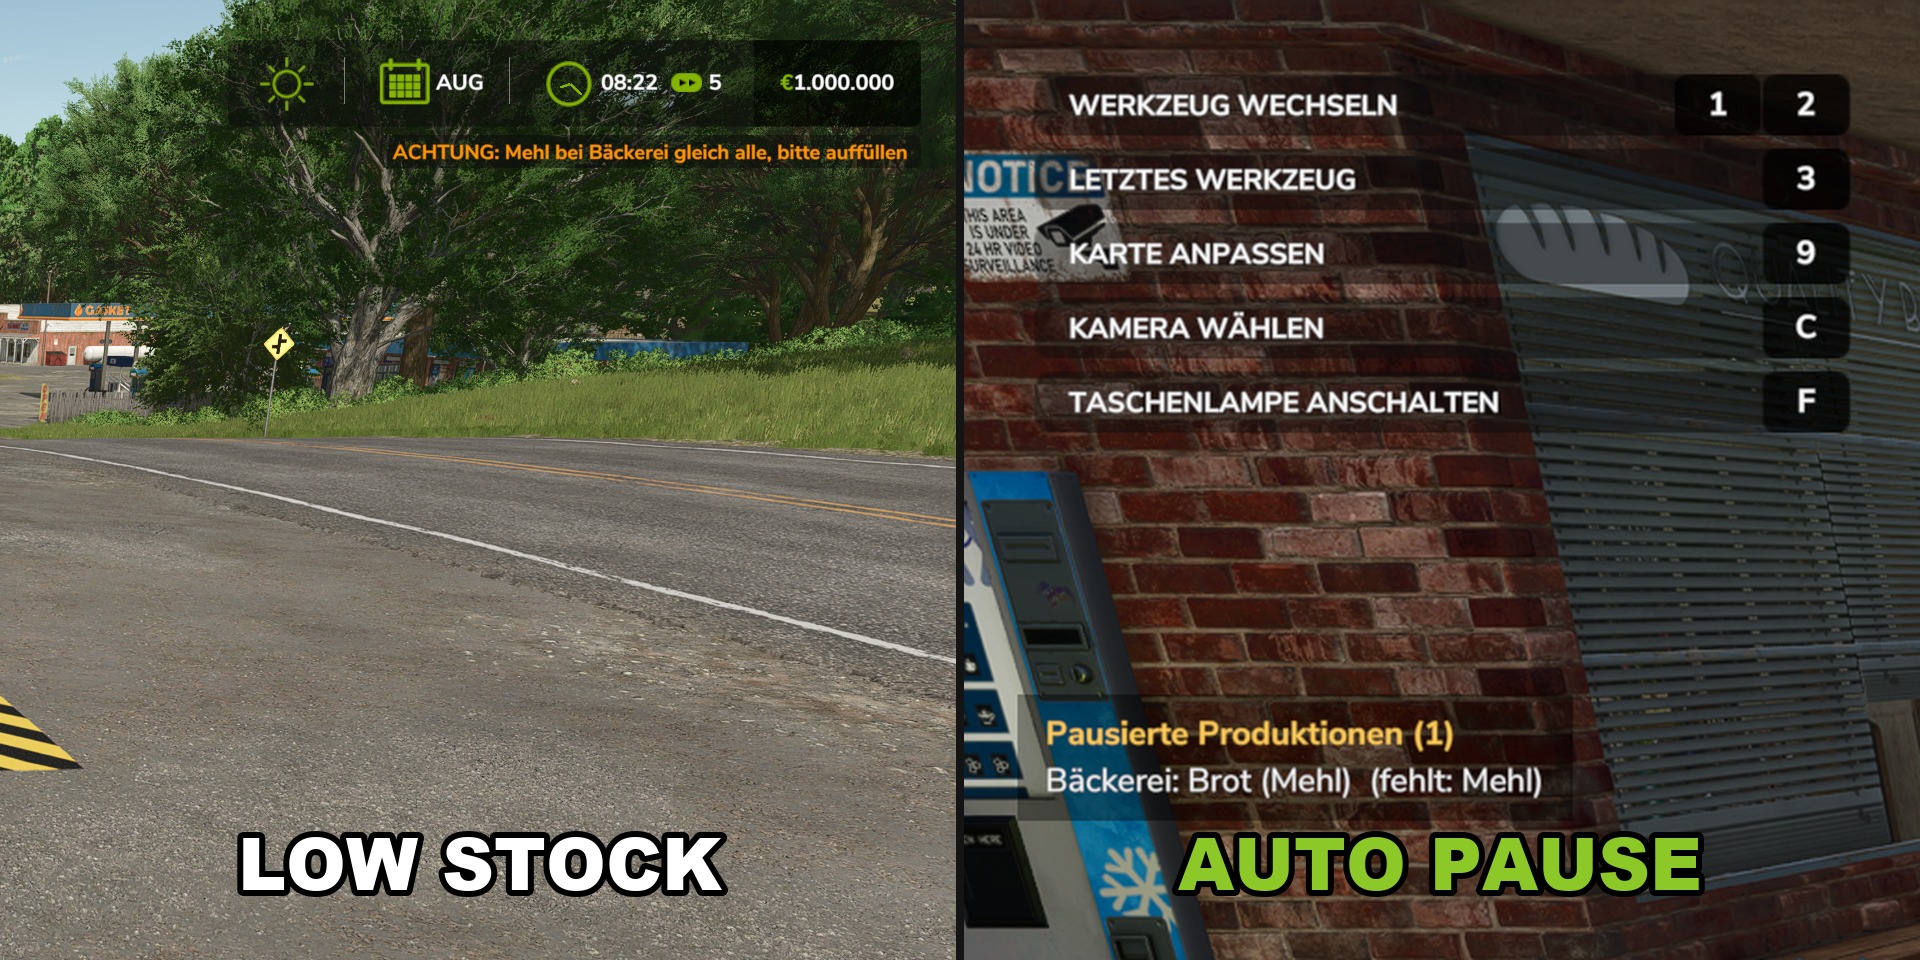 AUG
08:22
5
€1.000.000
ACHTUNG: Mehl bei Bäckerei gleich alle, bitte auffüllen
LOW STOCK
WERKZEUG WECHSELN 1 2
LETZTES WERKZEUG 3
KARTE ANPASSEN 9
KAMERA WÄHLEN C
TASCHENLAMPE ANSCHALTEN F
NOTICE
THIS AREA
IS UNDER
24 HR VIDEO
SURVEILLANCE
Pausierte Produktionen (1)
Bäckerei: Brot (Mehl) (fehlt: Mehl)
AUTO PAUSE